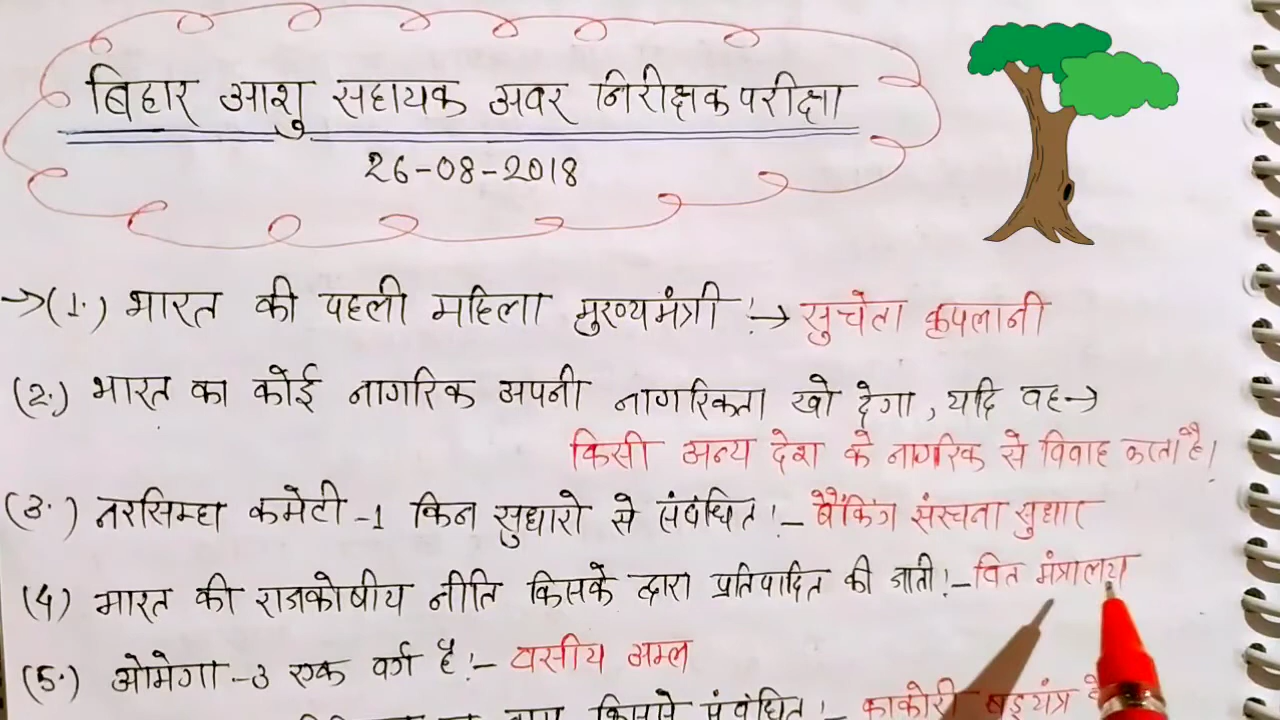 बिहार आशु सहायक अवर निरीक्षक परीक्षा
26-08-2018
→(1.) भारत की पहली महिला मुख्यमंत्री :→ सुचेता कृपलानी
(2.) भारत का कोई नागरिक अपनी नागरिकता खो देगा, यदि वह→
किसी अन्य देश के नागरिक से विवाह करता है।
(3.) नरसिम्हा कमेटी -1 किन सुधारो से संबंधित :- बैंकिंग संरचना सुधार
(4) भारत की राजकोषीय नीति किसके द्वारा प्रतिपादित की जाती :- वित मंत्रालय
(5.) ओमेगा -3 एक वर्ग है :- वसीय अम्ल
किससे संबंधित :- काकोरी षड्यंत्र